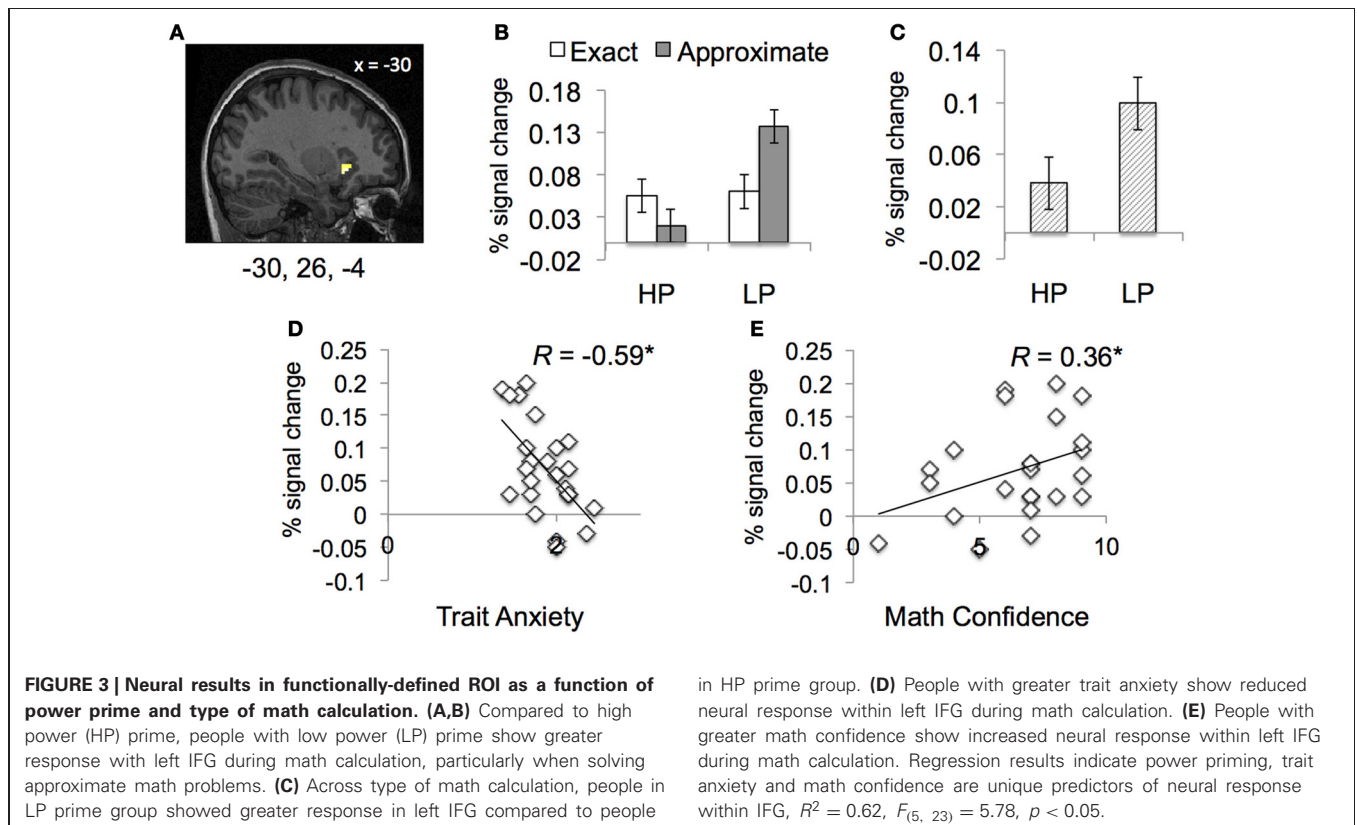 A
x = -30
-30, 26, -4
B
Exact Approximate
% signal change
0.18
0.13
0.08
0.03
-0.02
HP LP
C
% signal change
0.14
0.1
0.06
0.02
-0.02
HP LP
D
R = -0.59*
% signal change
0.25
0.2
0.15
0.1
0.05
0
-0.05
-0.1
0 2
Trait Anxiety
E
R = 0.36*
% signal change
0.25
0.2
0.15
0.1
0.05
0
-0.05
-0.1
0 5 10
Math Confidence
FIGURE 3 | Neural results in functionally-defined ROI as a function of
power prime and type of math calculation. (A,B) Compared to high
power (HP) prime, people with low power (LP) prime show greater
response with left IFG during math calculation, particularly when solving
approximate math problems. (C) Across type of math calculation, people in
LP prime group showed greater response in left IFG compared to people
in HP prime group. (D) People with greater trait anxiety show reduced
neural response within left IFG during math calculation. (E) People with
greater math confidence show increased neural response within left IFG
during math calculation. Regression results indicate power priming, trait
anxiety and math confidence are unique predictors of neural response
within IFG, R² = 0.62, F(5, 23) = 5.78, p < 0.05.